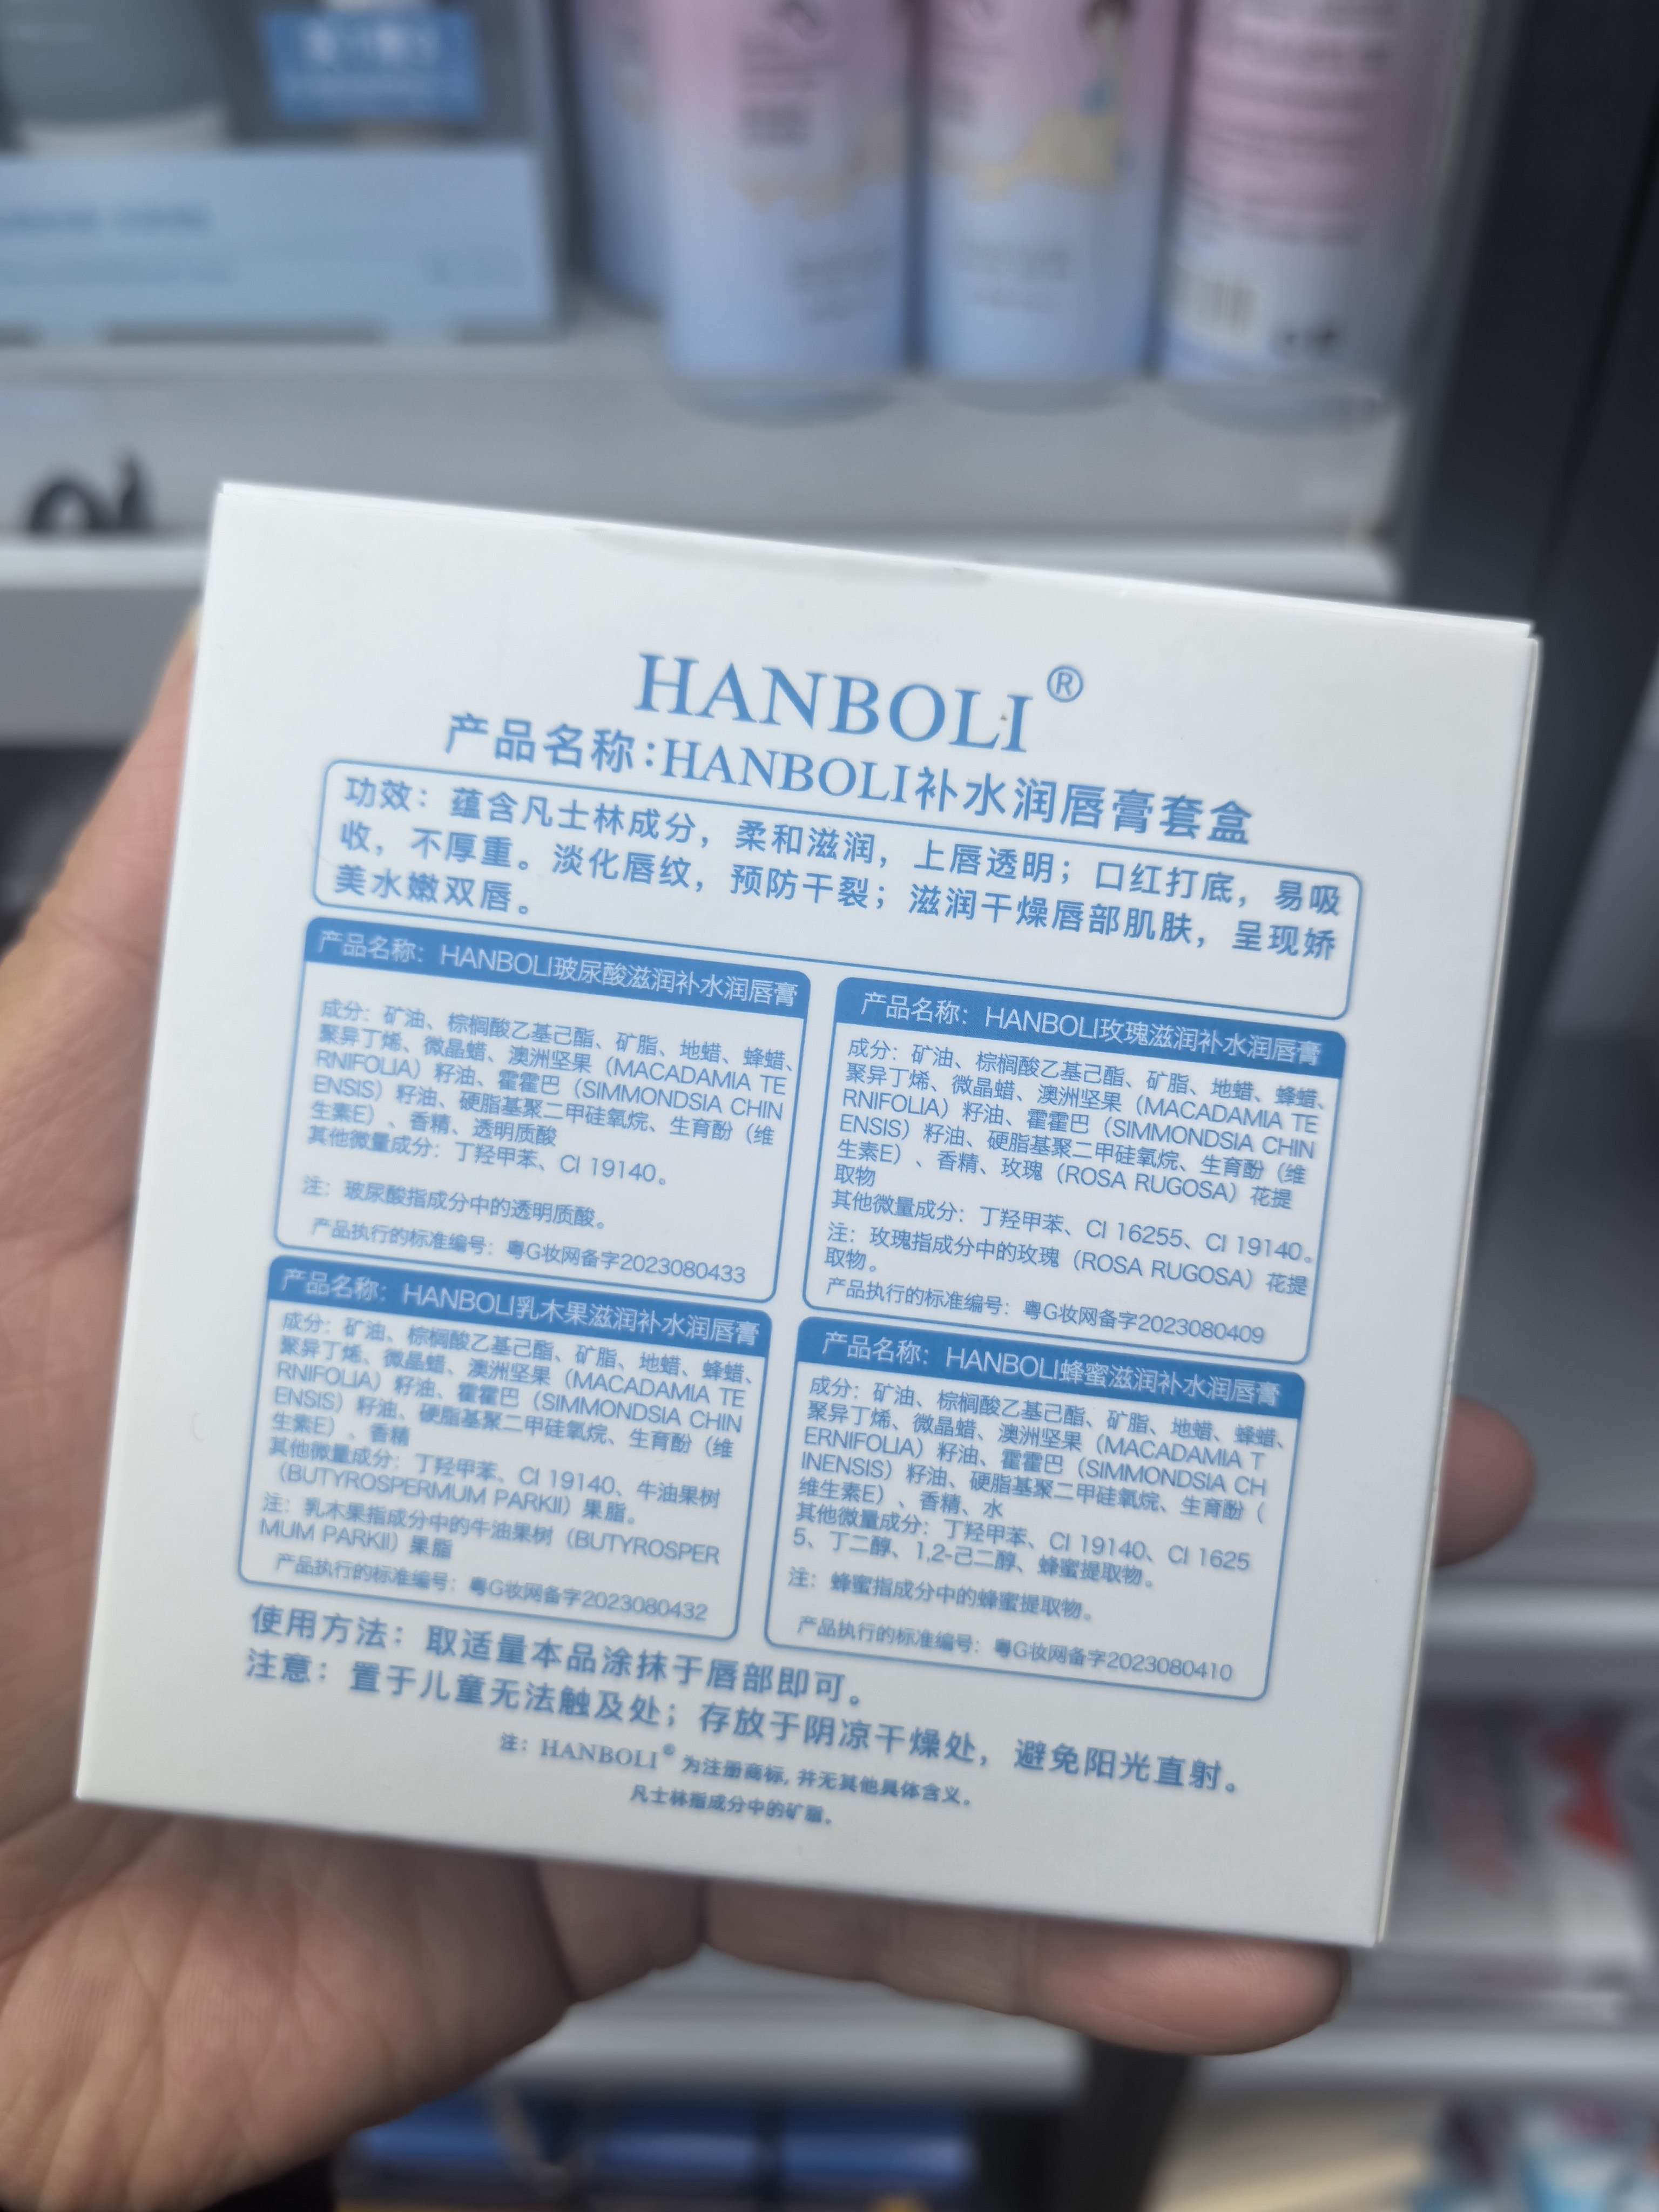 HANBOLI®
产品名称:HANBOLI补水润唇膏套盒
功效：蕴含凡士林成分，柔和滋润，上唇透明；口红打底，易吸
收，不厚重。淡化唇纹，预防干裂；滋润干燥唇部肌肤，呈现娇
美水嫩双唇。
产品名称：HANBOLI玻尿酸滋润补水润唇膏
成分：矿油、棕榈酸乙基己酯、矿脂、地蜡、蜂蜡、
聚异丁烯、微晶蜡、澳洲坚果（MACADAMIA TE
RNIFOLIA）籽油、霍霍巴（SIMMONDSIA CHIN
ENSIS）籽油、硬脂基聚二甲硅氧烷、生育酚（维
生素E）、香精、透明质酸
其他微量成分：丁羟甲苯、CI 19140。
注：玻尿酸指成分中的透明质酸。
产品执行的标准编号：粤G妆网备字2023080433
产品名称：HANBOLI玫瑰滋润补水润唇膏
成分：矿油、棕榈酸乙基己酯、矿脂、地蜡、蜂蜡、
聚异丁烯、微晶蜡、澳洲坚果（MACADAMIA TE
RNIFOLIA）籽油、霍霍巴（SIMMONDSIA CHIN
ENSIS）籽油、硬脂基聚二甲硅氧烷、生育酚（维
生素E）、香精、玫瑰（ROSA RUGOSA）花提
取物
其他微量成分：丁羟甲苯、CI 16255、CI 19140。
注：玫瑰指成分中的玫瑰（ROSA RUGOSA）花提
取物。
产品执行的标准编号：粤G妆网备字2023080409
产品名称：HANBOLI乳木果滋润补水润唇膏
成分：矿油、棕榈酸乙基己酯、矿脂、地蜡、蜂蜡、
聚异丁烯、微晶蜡、澳洲坚果（MACADAMIA TE
RNIFOLIA）籽油、霍霍巴（SIMMONDSIA CHIN
ENSIS）籽油、硬脂基聚二甲硅氧烷、生育酚（维
生素E）、香精
其他微量成分：丁羟甲苯、CI 19140、牛油果树
（BUTYROSPERMUM PARKII）果脂。
注：乳木果指成分中的牛油果树（BUTYROSPER
MUM PARKII）果脂
产品执行的标准编号：粤G妆网备字2023080432
产品名称：HANBOLI蜂蜜滋润补水润唇膏
成分：矿油、棕榈酸乙基己酯、矿脂、地蜡、蜂蜡、
聚异丁烯、微晶蜡、澳洲坚果（MACADAMIA T
ERNIFOLIA）籽油、霍霍巴（SIMMONDSIA CH
INENSIS）籽油、硬脂基聚二甲硅氧烷、生育酚（
维生素E）、香精、水
其他微量成分：丁羟甲苯、CI 19140、CI 1625
5、丁二醇、1,2-己二醇、蜂蜜提取物。
注：蜂蜜指成分中的蜂蜜提取物。
产品执行的标准编号：粤G妆网备字2023080410
使用方法：取适量本品涂抹于唇部即可。
注意：置于儿童无法触及处；存放于阴凉干燥处，避免阳光直射。
注：HANBOLI®为注册商标,并无其他具体含义。
凡士林指成分中的矿脂。